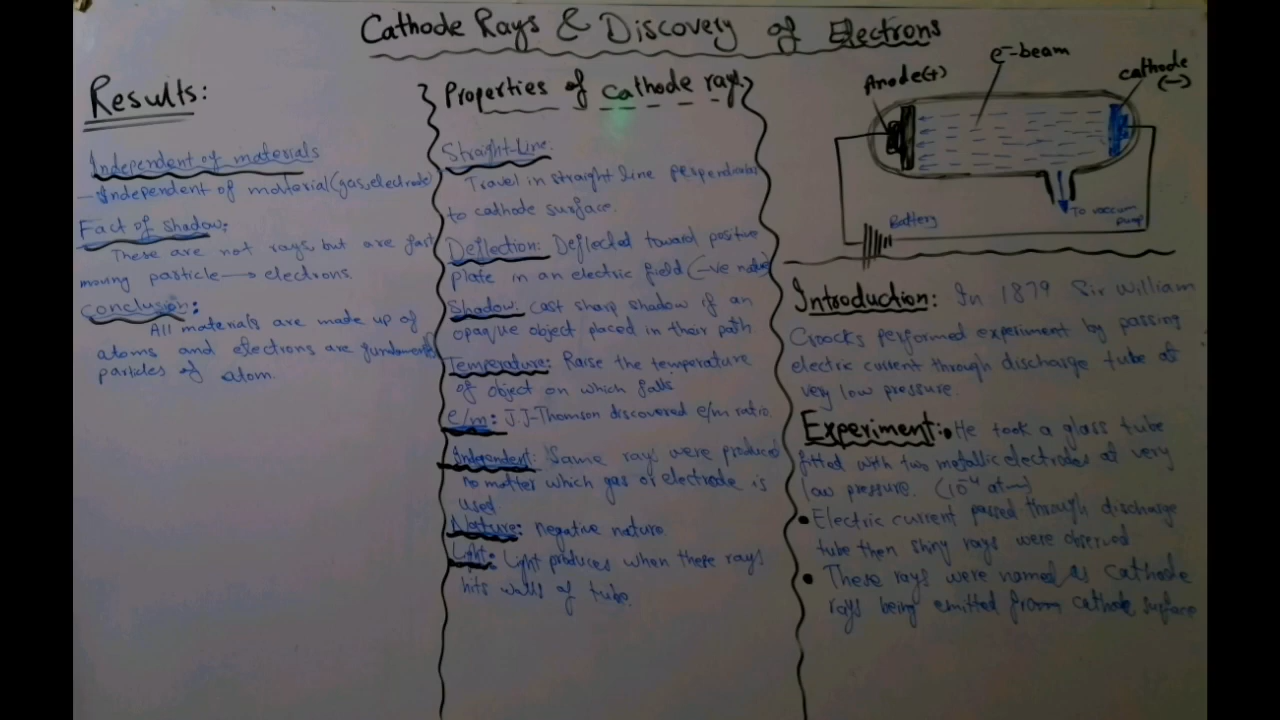 Cathode Rays & Discovery of Electrons
Results:
Independent of materials
– Independent of material (gas, electrode)
Fact of shadow:
These are not rays but are fast
moving particle → electrons.
Conclusion:
All materials are made up of
atoms and electrons are fundamental
particles of atom.
Properties of cathode rays
Straight-Line:
Travel in straight line perpendicular
to cathode surface.
Deflection: Deflected toward positive
plate in an electric field (-ve nature)
Shadow: Cast sharp shadow if an
opaque object placed in their path
Temperature: Raise the temperature
of object on which falls
e/m: J.J-Thomson discovered e/m ratio.
Independent: Same rays were produced
no matter which gas or electrode is
used
Nature: negative nature.
Light: Light produces when these rays
hits walls of tube.
Anode(+)
e⁻-beam
cathode
(-)
Battery
To vaccum
pump
Introduction: In 1879 Sir William
Croocks performed experiment by passing
electric current through discharge tube at
very low pressure.
Experiment: • He took a glass tube
fitted with two metallic electrodes at very
low pressure. (10⁻⁴ atm)
• Electric current passed through discharge
tube then shiny rays were observed
• These rays were named as cathode
rays being emitted from cathode surface